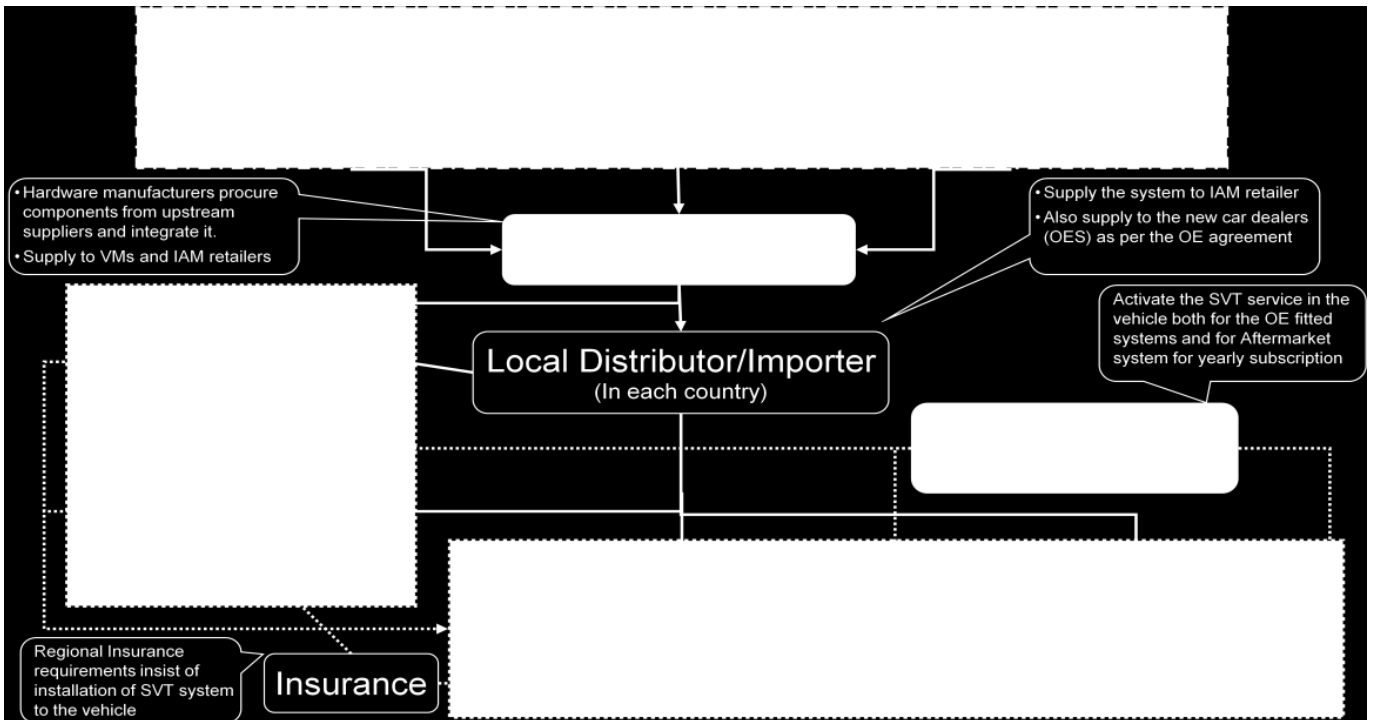 • Hardware manufacturers procure
components from upstream
suppliers and integrate it.
• Supply to VMs and IAM retailers
• Supply the system to IAM retailer
• Also supply to the new car dealers
(OES) as per the OE agreement
Activate the SVT service in the
vehicle both for the OE fitted
systems and for Aftermarket
system for yearly subscription
Local Distributor/Importer
(In each country)
Regional Insurance
requirements insist of
installation of SVT system
to the vehicle
Insurance